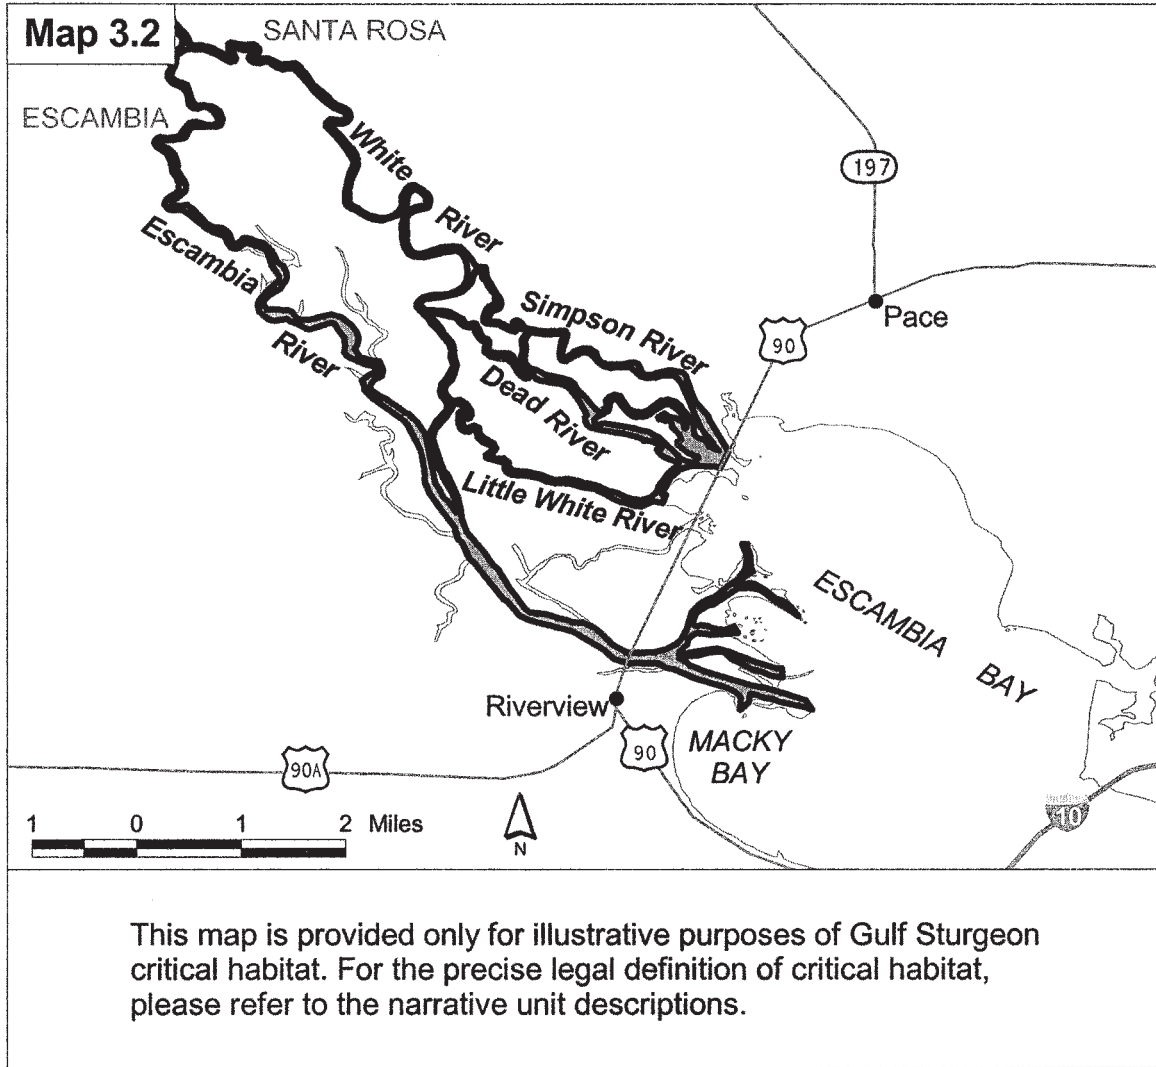 Map 3.2
SANTA ROSA
ESCAMBIA
White
River
197
Escambia
River
Simpson River
Pace
90
Dead River
Little White River
ESCAMBIA
BAY
Riverview
90
MACKY
BAY
90A
10
1 0 1 2 Miles
N
This map is provided only for illustrative purposes of Gulf Sturgeon
critical habitat. For the precise legal definition of critical habitat,
please refer to the narrative unit descriptions.